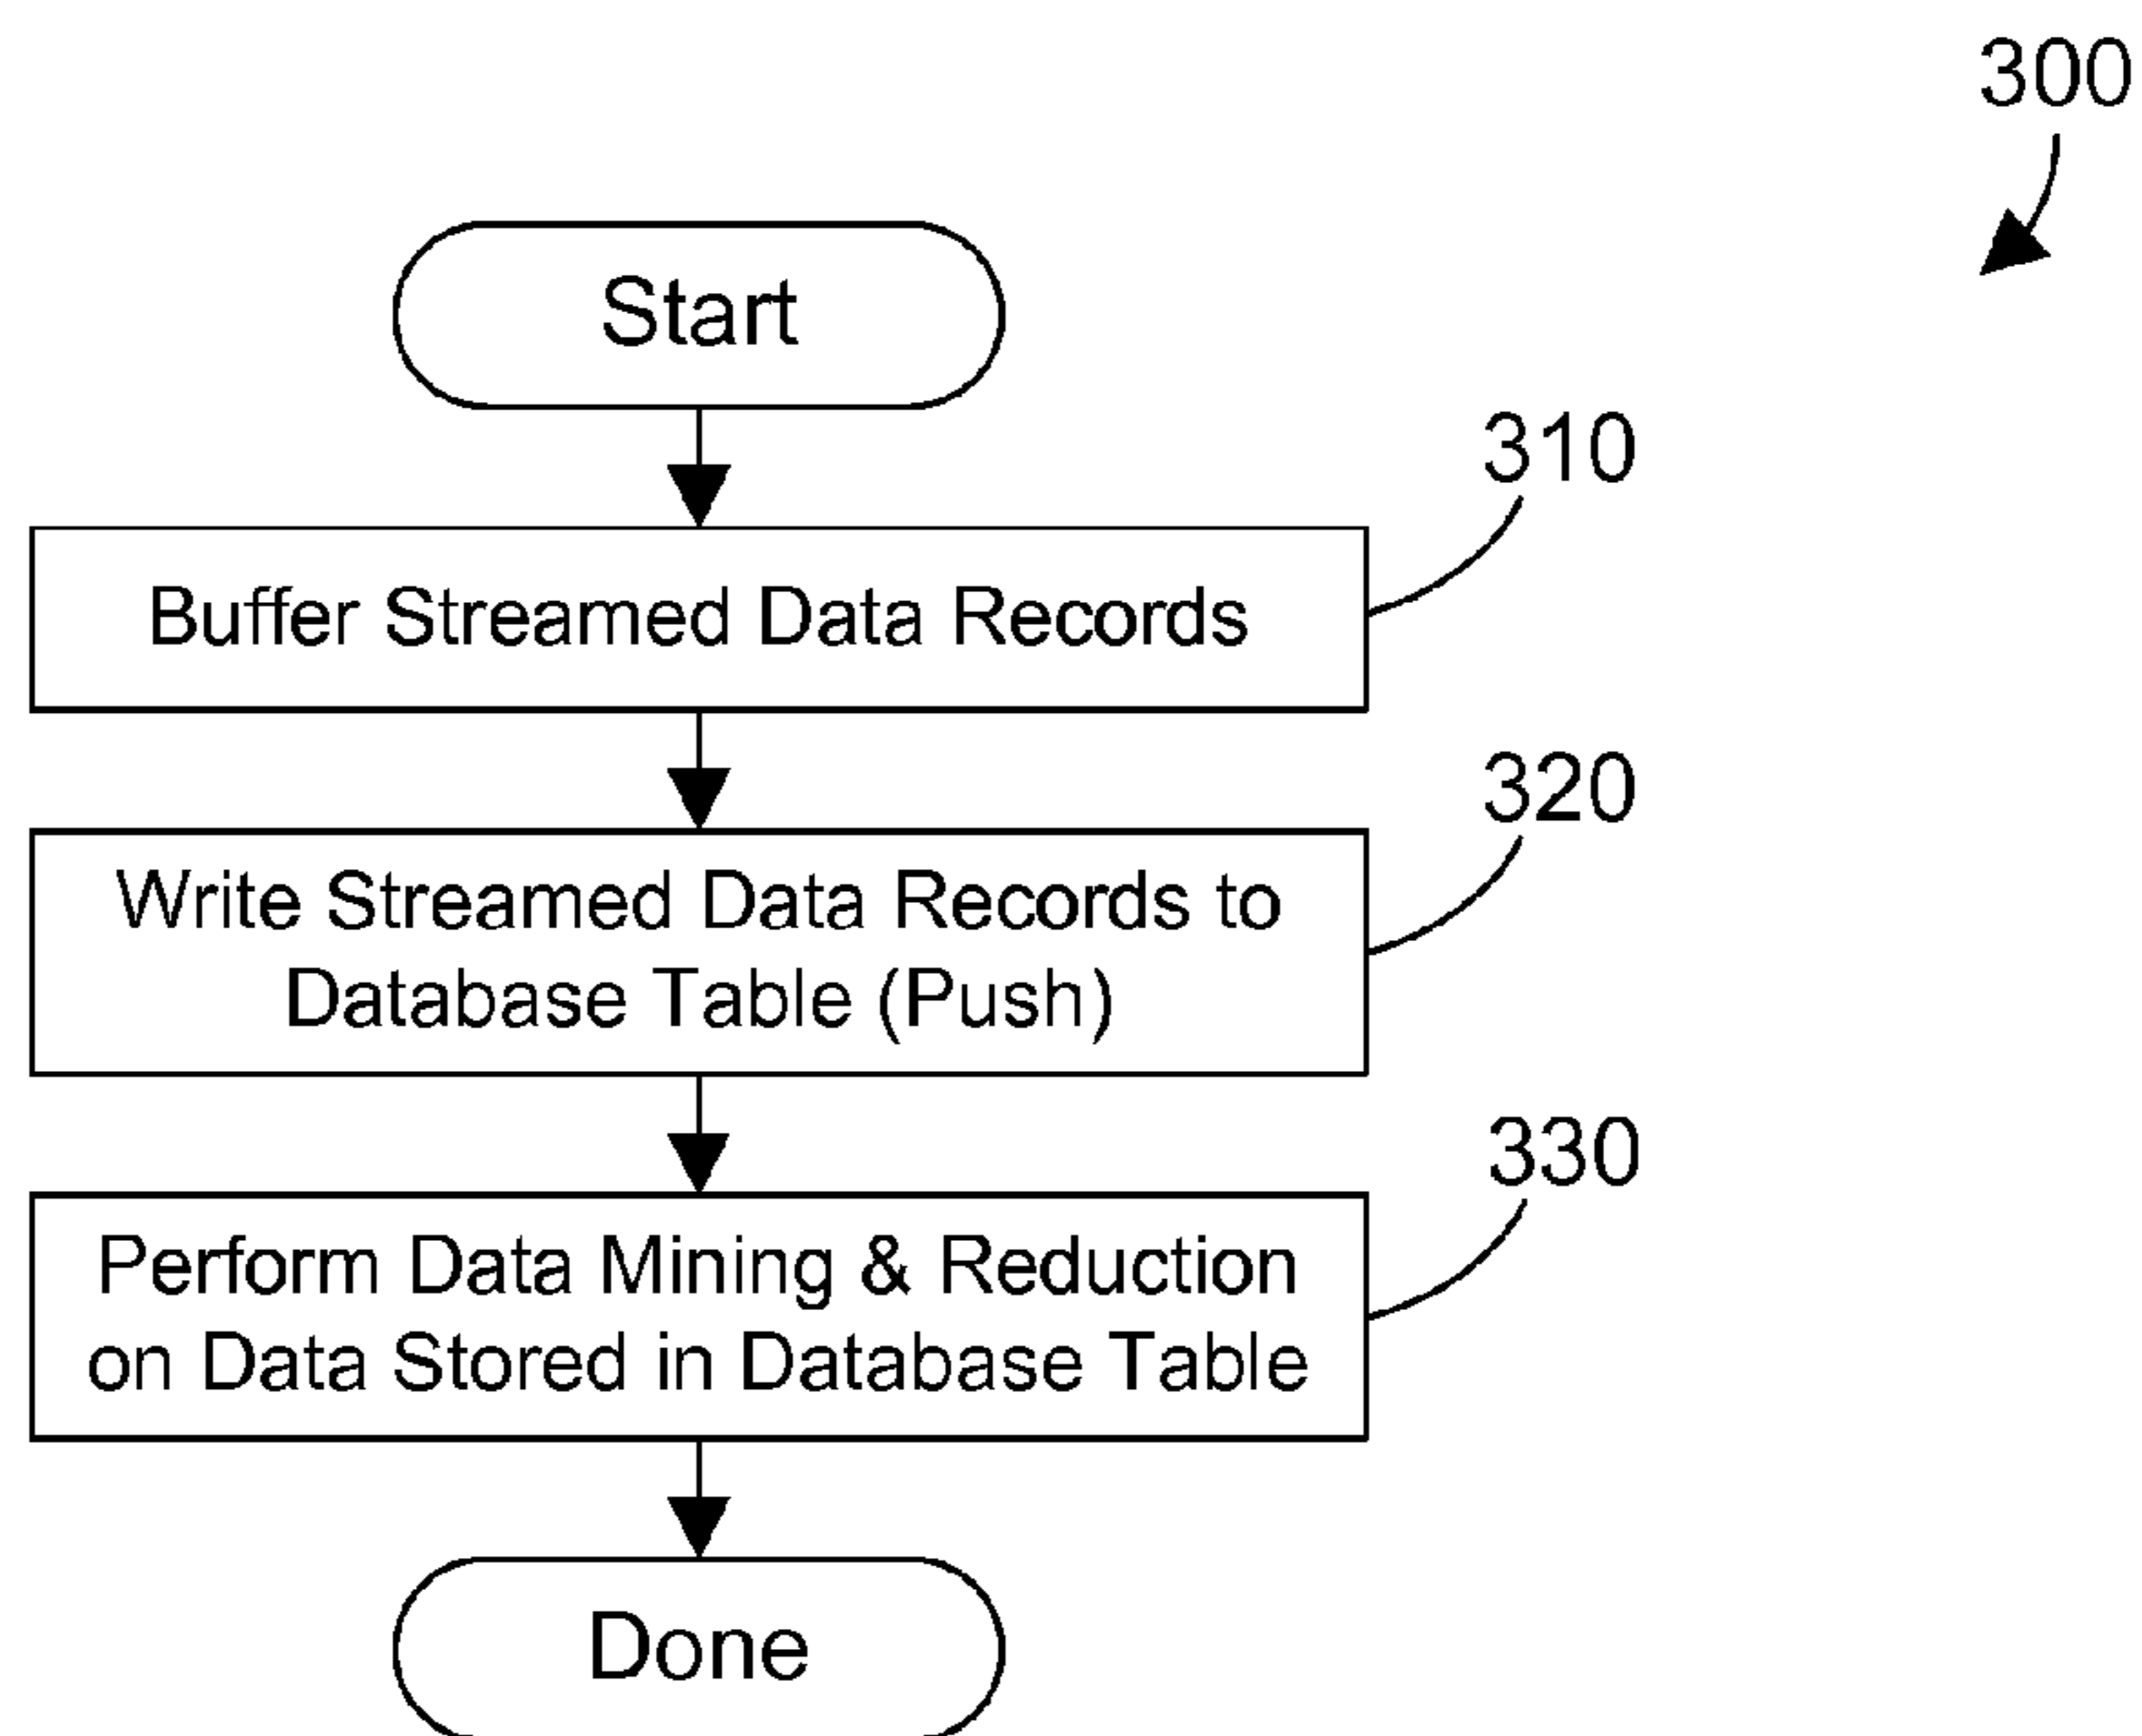 300
Start
310
Buffer Streamed Data Records
320
Write Streamed Data Records to
Database Table (Push)
330
Perform Data Mining & Reduction
on Data Stored in Database Table
Done